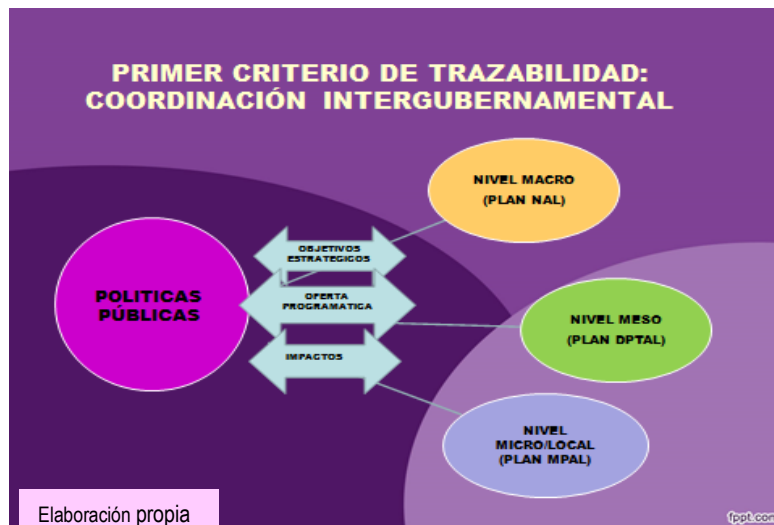 PRIMER CRITERIO DE TRAZABILIDAD:
COORDINACIÓN INTERGUBERNAMENTAL
NIVEL MACRO
(PLAN NAL)
OBJETIVOS
ESTRATEGICOS
POLITICAS
PÚBLICAS
OFERTA
PROGRAMATICA
NIVEL MESO
(PLAN DPTAL)
IMPACTOS
NIVEL
MICRO/LOCAL
(PLAN MPAL)
Elaboración propia
fppt.com